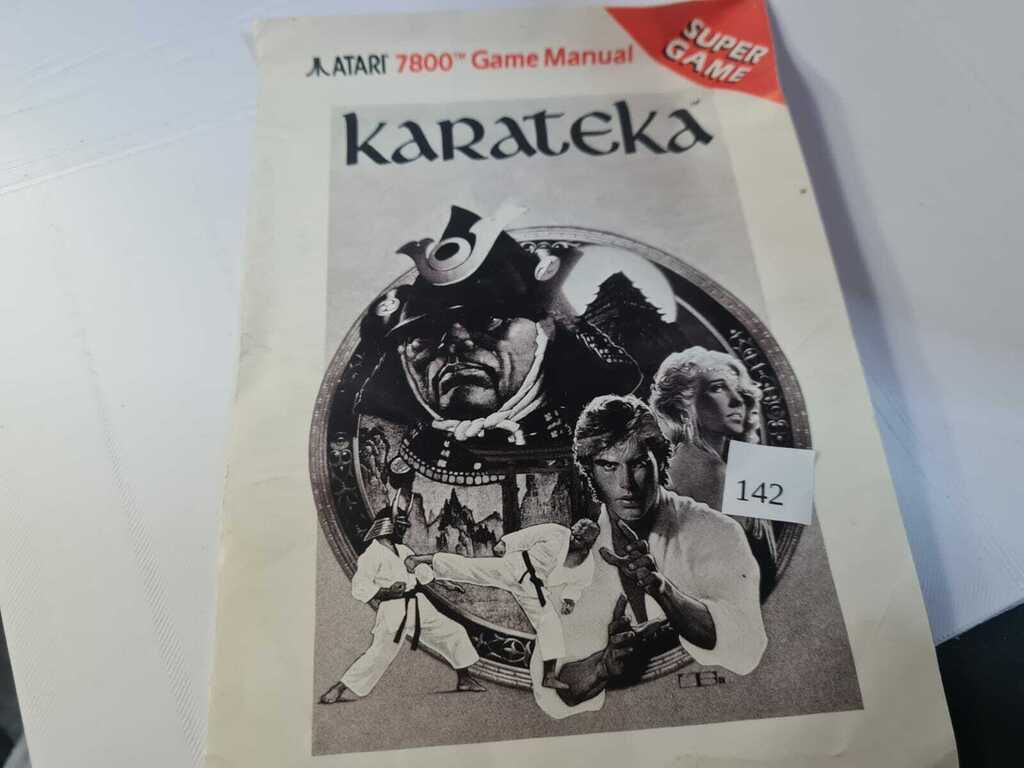 ATARI 7800™ Game Manual
SUPER
GAME
KARATEKA
142